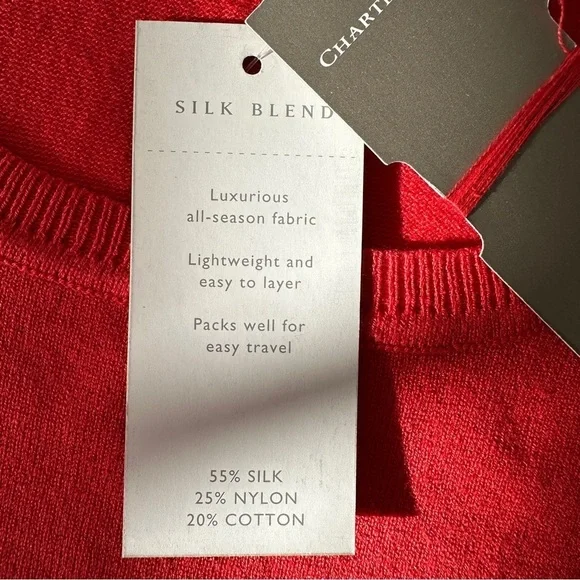 CHART
SILK BLEND
Luxurious
all-season fabric
Lightweight and
easy to layer
Packs well for
easy travel
55% SILK
25% NYLON
20% COTTON